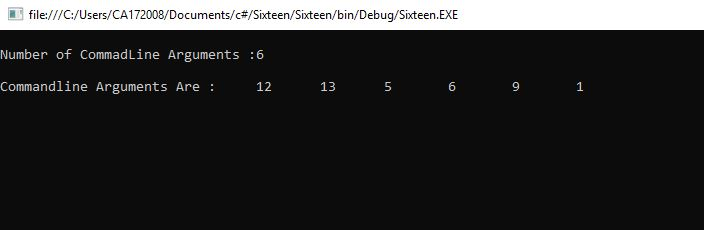 file:///C:/Users/CA172008/Documents/c#/Sixteen/Sixteen/bin/Debug/Sixteen.EXE
Number of CommadLine Arguments :6
Commandline Arguments Are : 12 13 5 6 9 1